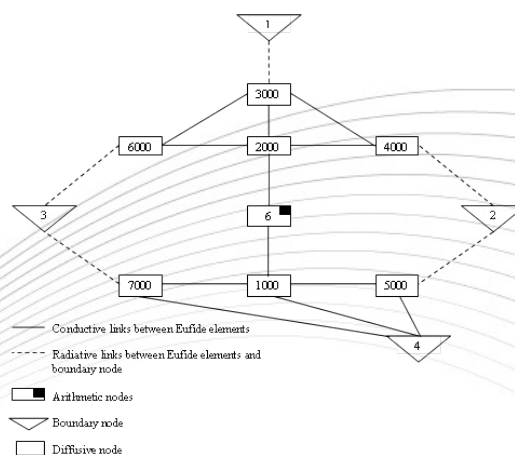 1
3000
6000
2000
4000
3
6
2
7000
1000
5000
4
Conductive links between Eufide elements
Radiative links between Eufide elements and
boundary node
Arithmetic nodes
Boundary node
Diffusive node